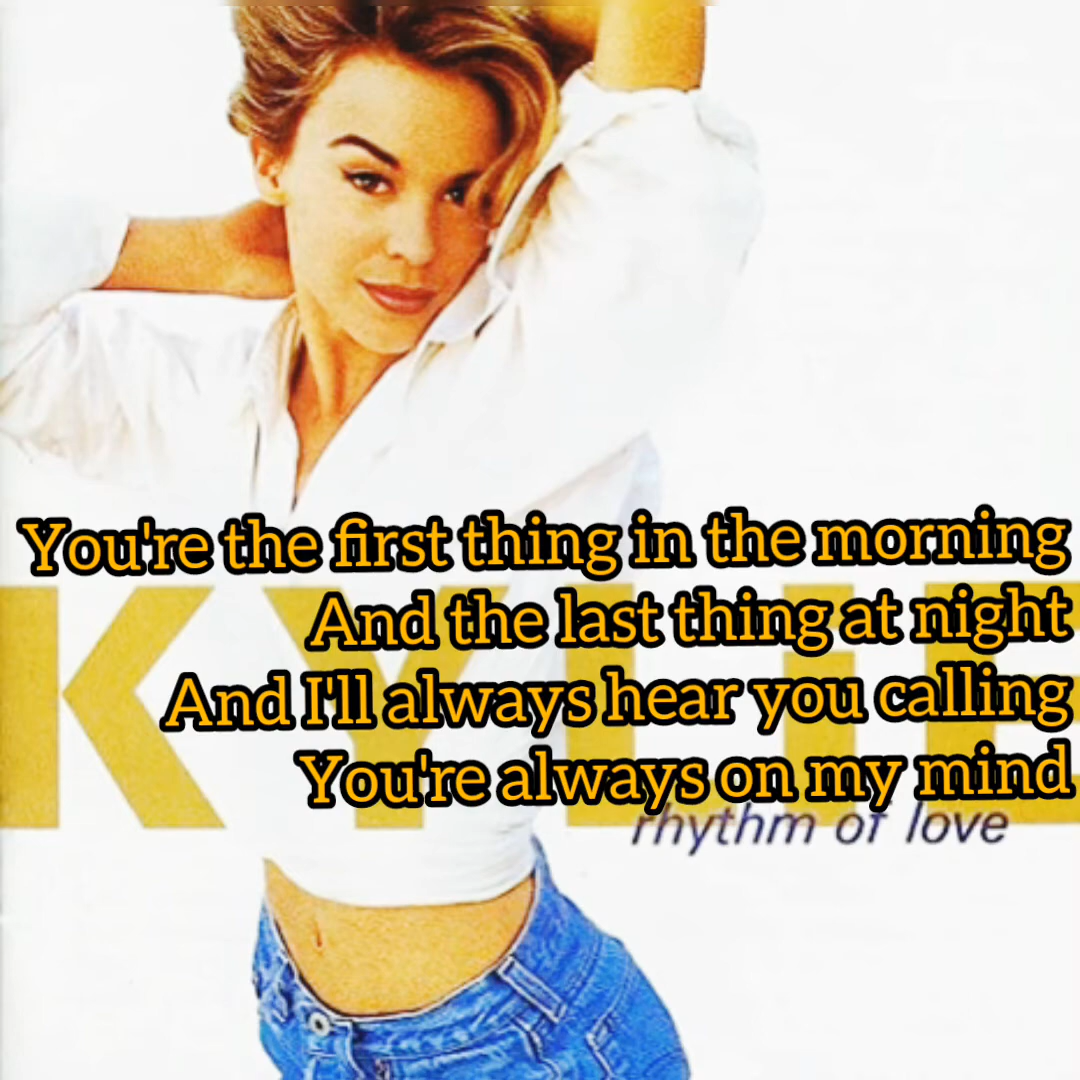 You're the first thing in the morning
And the last thing at night
And I'll always hear you calling
You're always on my mind
KYLIE
rhythm of love